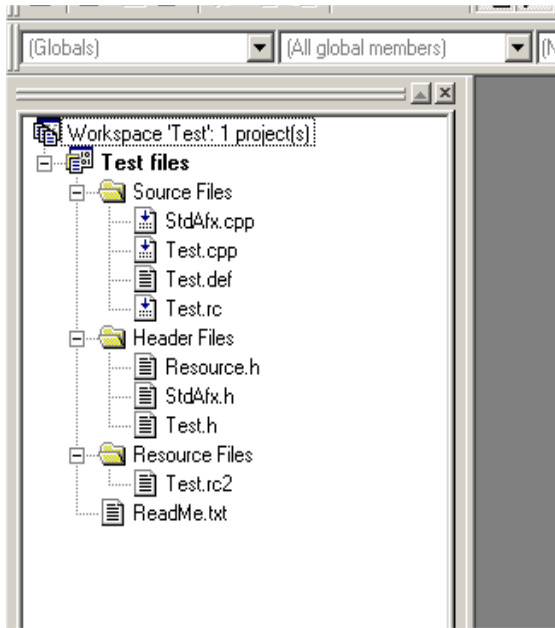 (Globals)
(All global members)
Workspace 'Test': 1 project(s)
Test files
Source Files
StdAfx.cpp
Test.cpp
Test.def
Test.rc
Header Files
Resource.h
StdAfx.h
Test.h
Resource Files
Test.rc2
ReadMe.txt